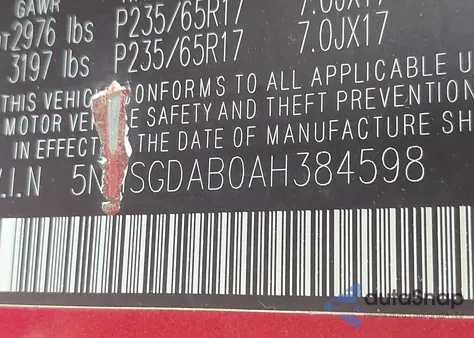 GAWR
2976 lbs P235/65R17 7.0JX17
3197 lbs P235/65R17 7.0JX17
THIS VEHIC ONFORMS TO ALL APPLICABLE U
MOTOR VE E SAFETY AND THEFT PREVENTION
IN EFFECT THE DATE OF MANUFACTURE SH
.I.N 5N SGDAB0AH384598
autoSnap